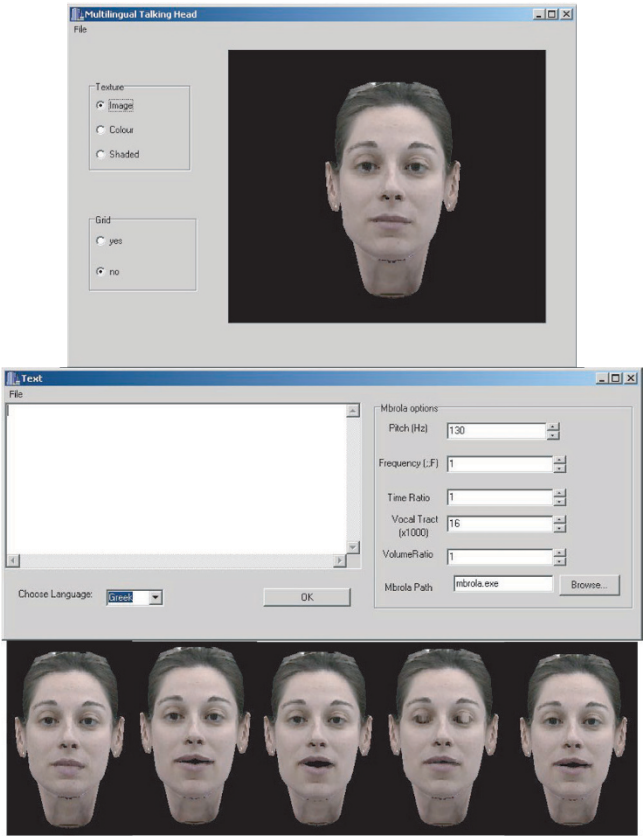 Multilingual Talking Head
File
Texture
Image
Colour
Shaded
Grid
yes
no
Text
File
Mbrola options
Pitch (Hz) 130
Frequency (;;F) 1
Time Ratio 1
Vocal Tract
(x1000) 16
VolumeRatio 1
Mbrola Path mbrola.exe Browse...
Choose Language: Greek OK